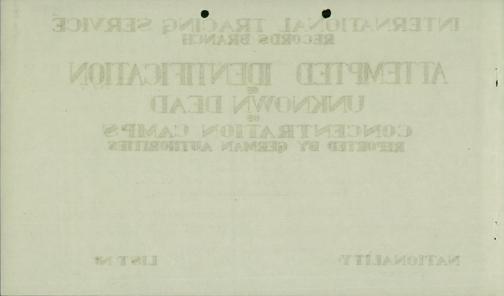 INTERNATIONAL TRACING SERVICE
RECORDS BRANCH
ATTEMPTED IDENTIFICATION
OF
UNKNOWN DEAD
OF
CONCENTRATION CAMPS
REPORTED BY GERMAN AUTHORITIES
NATIONALITY LIST Nº